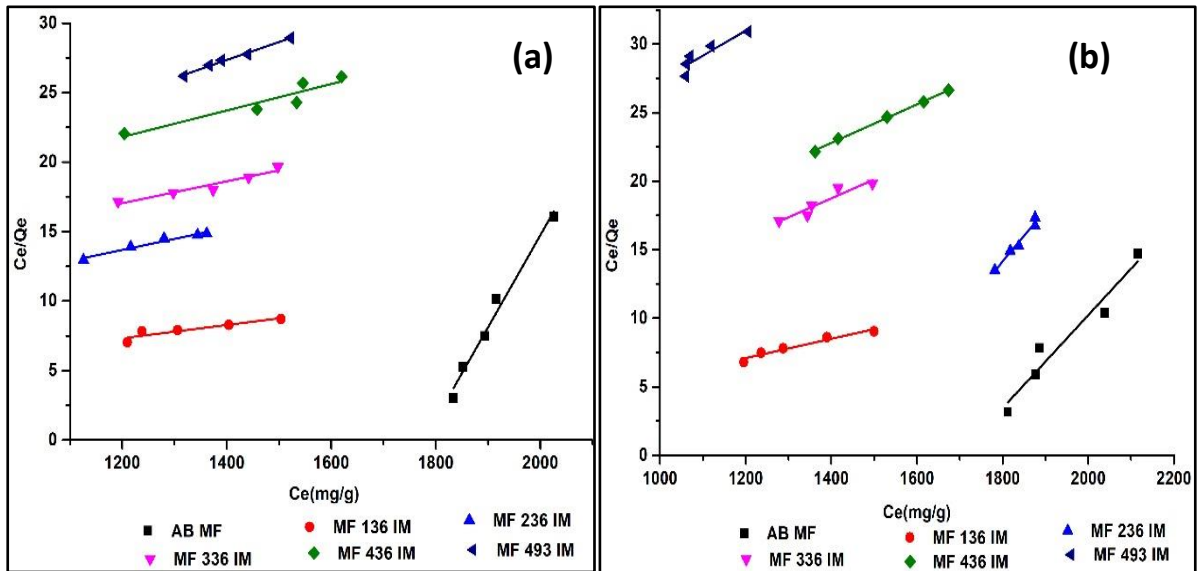 (a)
Ce/Qe
30
25
20
15
10
5
0
1200 1400 1600 1800 2000
Ce(mg/g)
AB MF MF 136 IM MF 236 IM
MF 336 IM MF 436 IM MF 493 IM
(b)
30
25
20
15
10
5
0
1000 1200 1400 1600 1800 2000 2200
Ce(mg/g)
AB MF MF 136 IM MF 236 IM
MF 336 IM MF 436 IM MF 493 IM